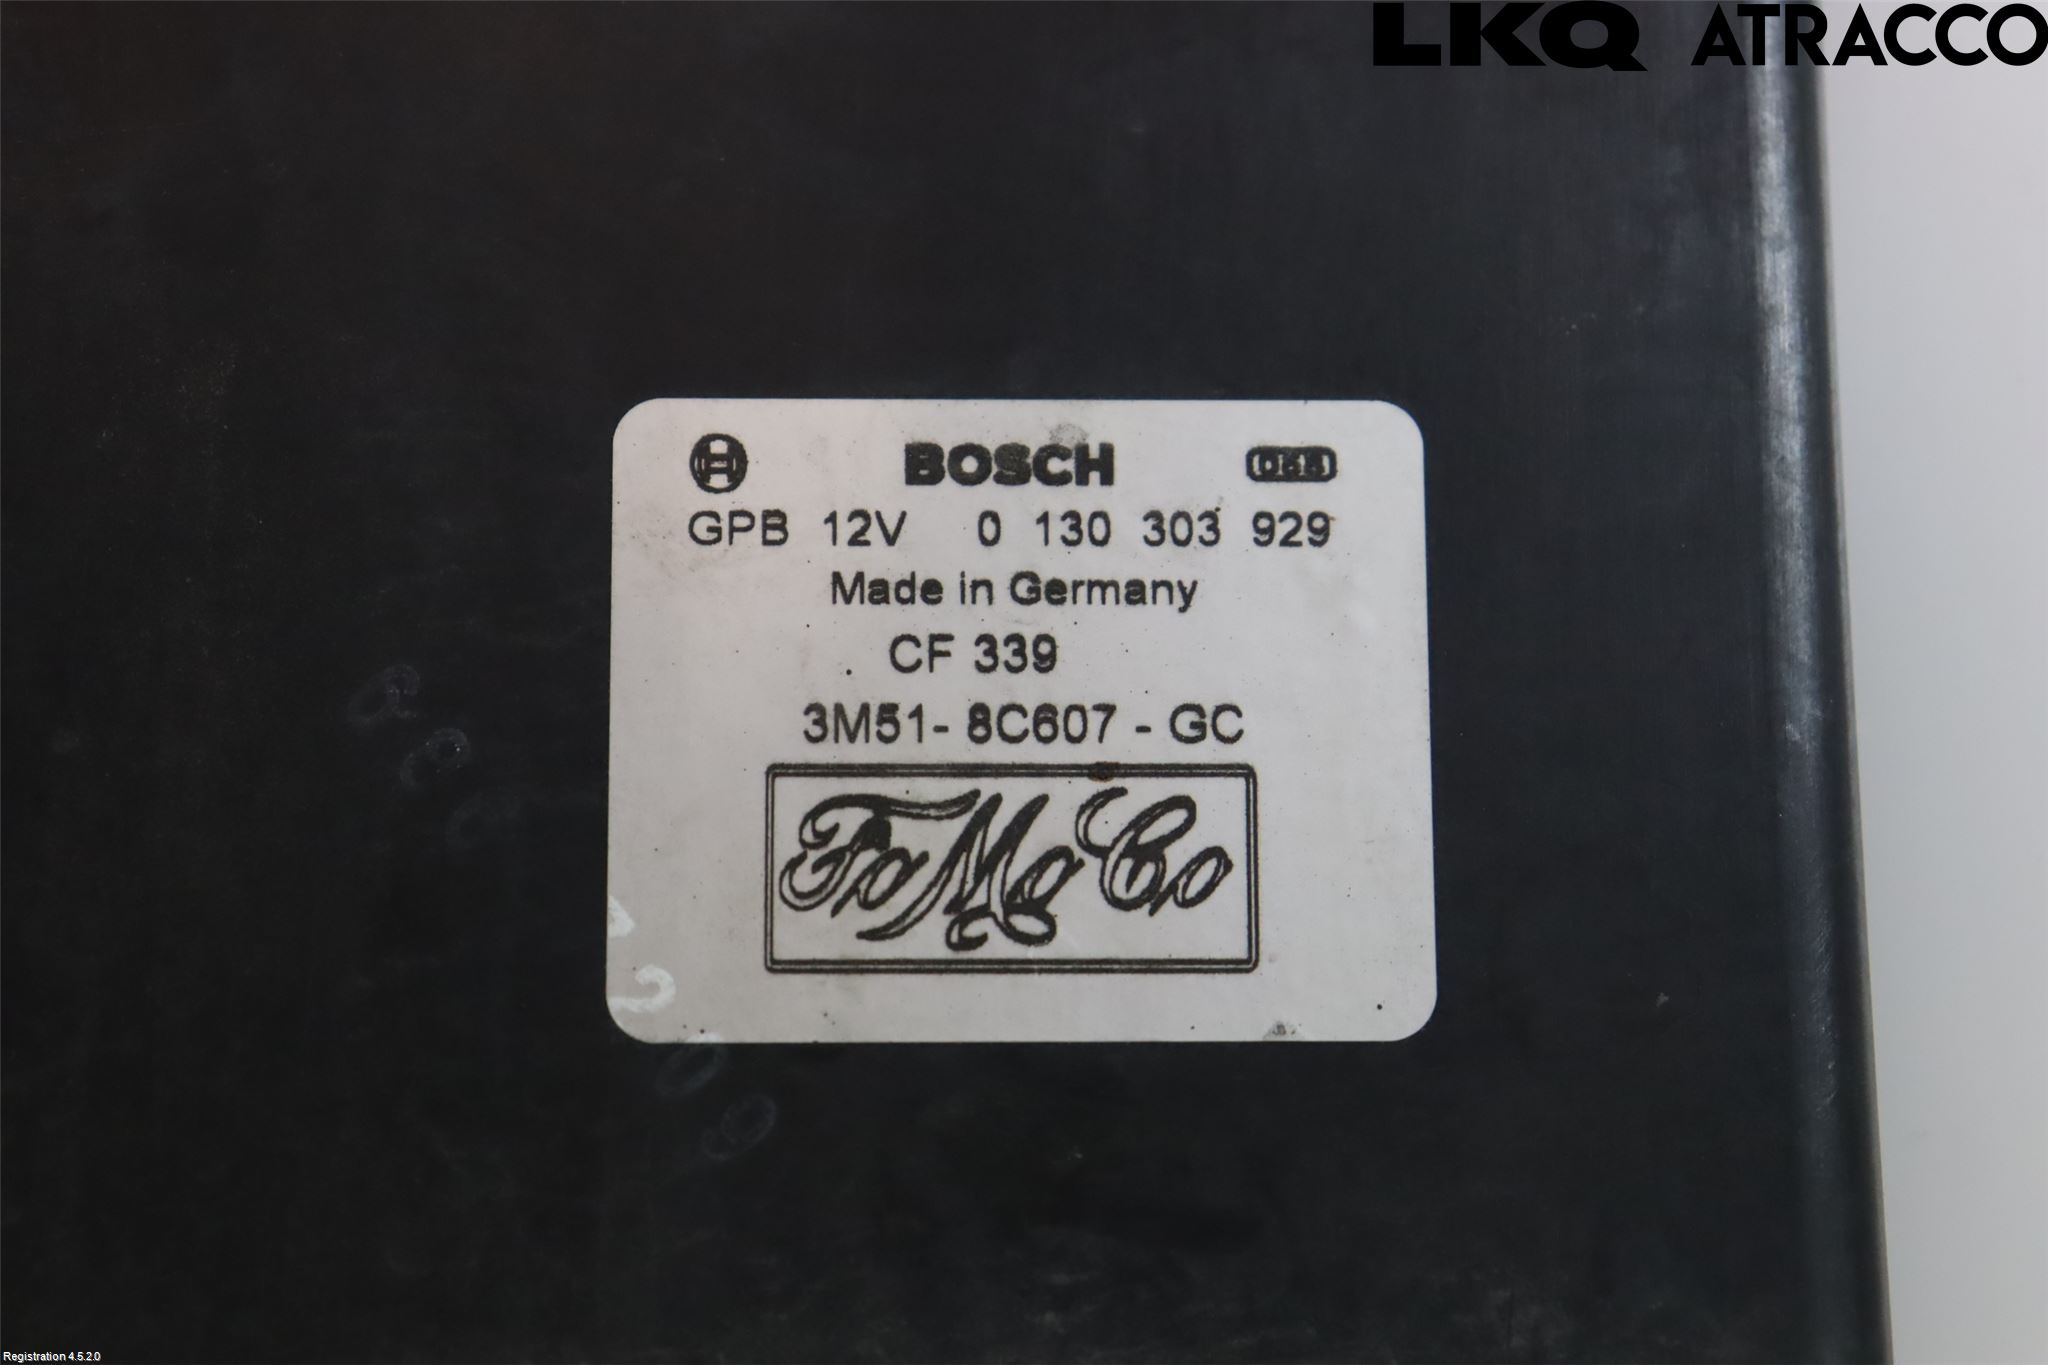 LKQ ATRACCO
BOSCH
GPB 12V 0 130 303 929
Made in Germany
CF 339
3M51- 8C607 - GC
FoMoCo
Registration 4.5.2.0